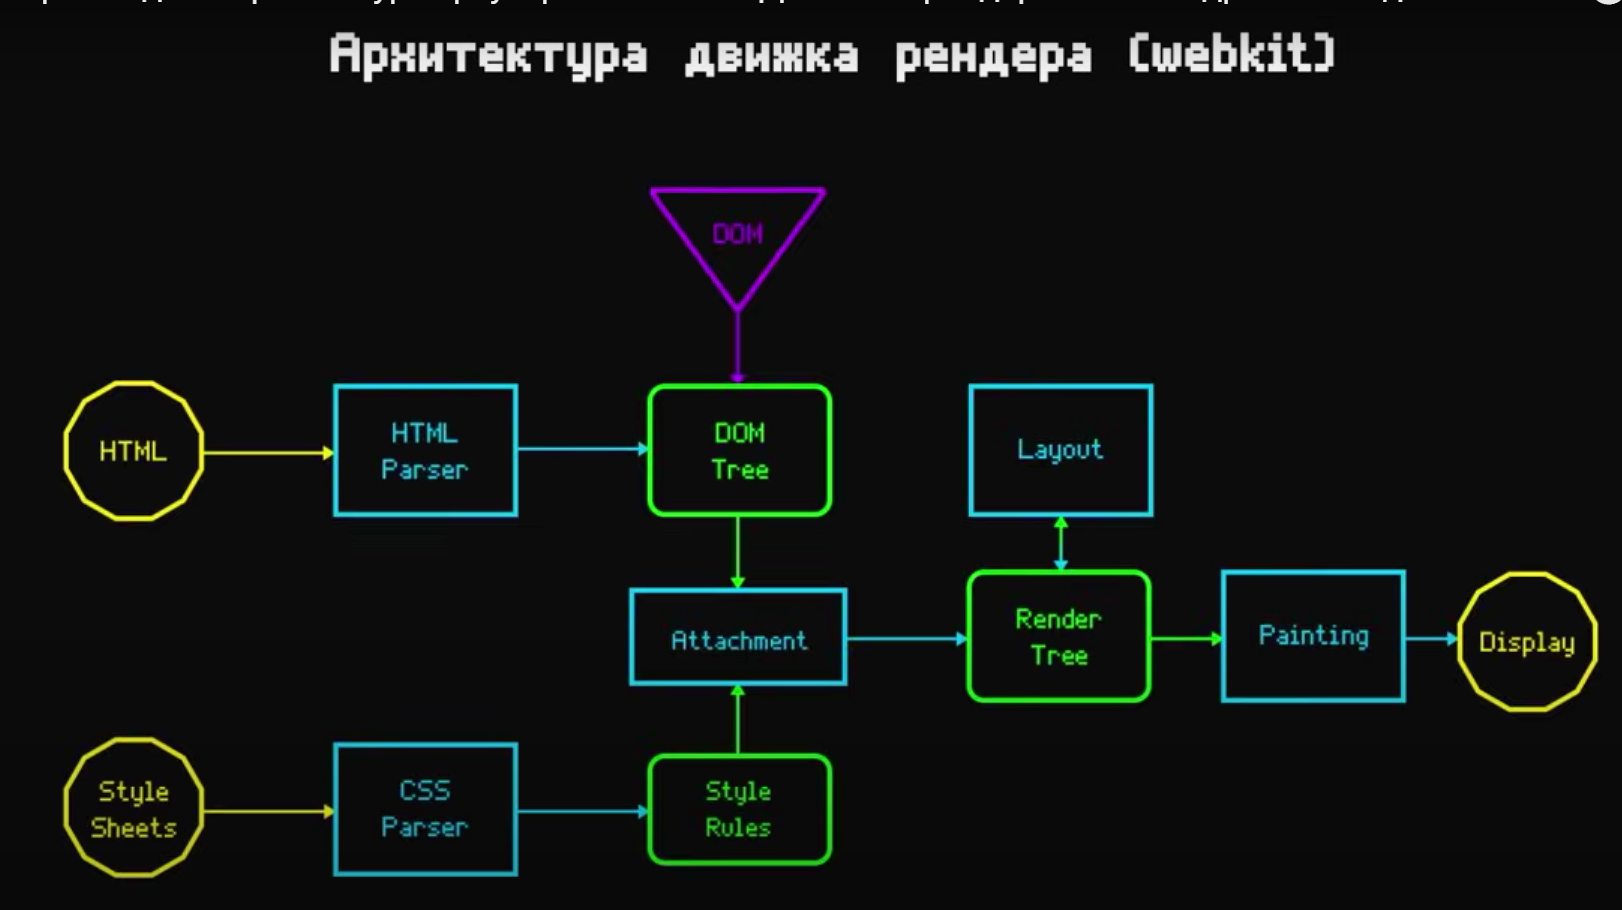 Архитектура движка рендера (webkit)
DOM
HTML
HTML
Parser
DOM
Tree
Layout
Attachment
Render
Tree
Painting
Display
Style
Sheets
CSS
Parser
Style
Rules